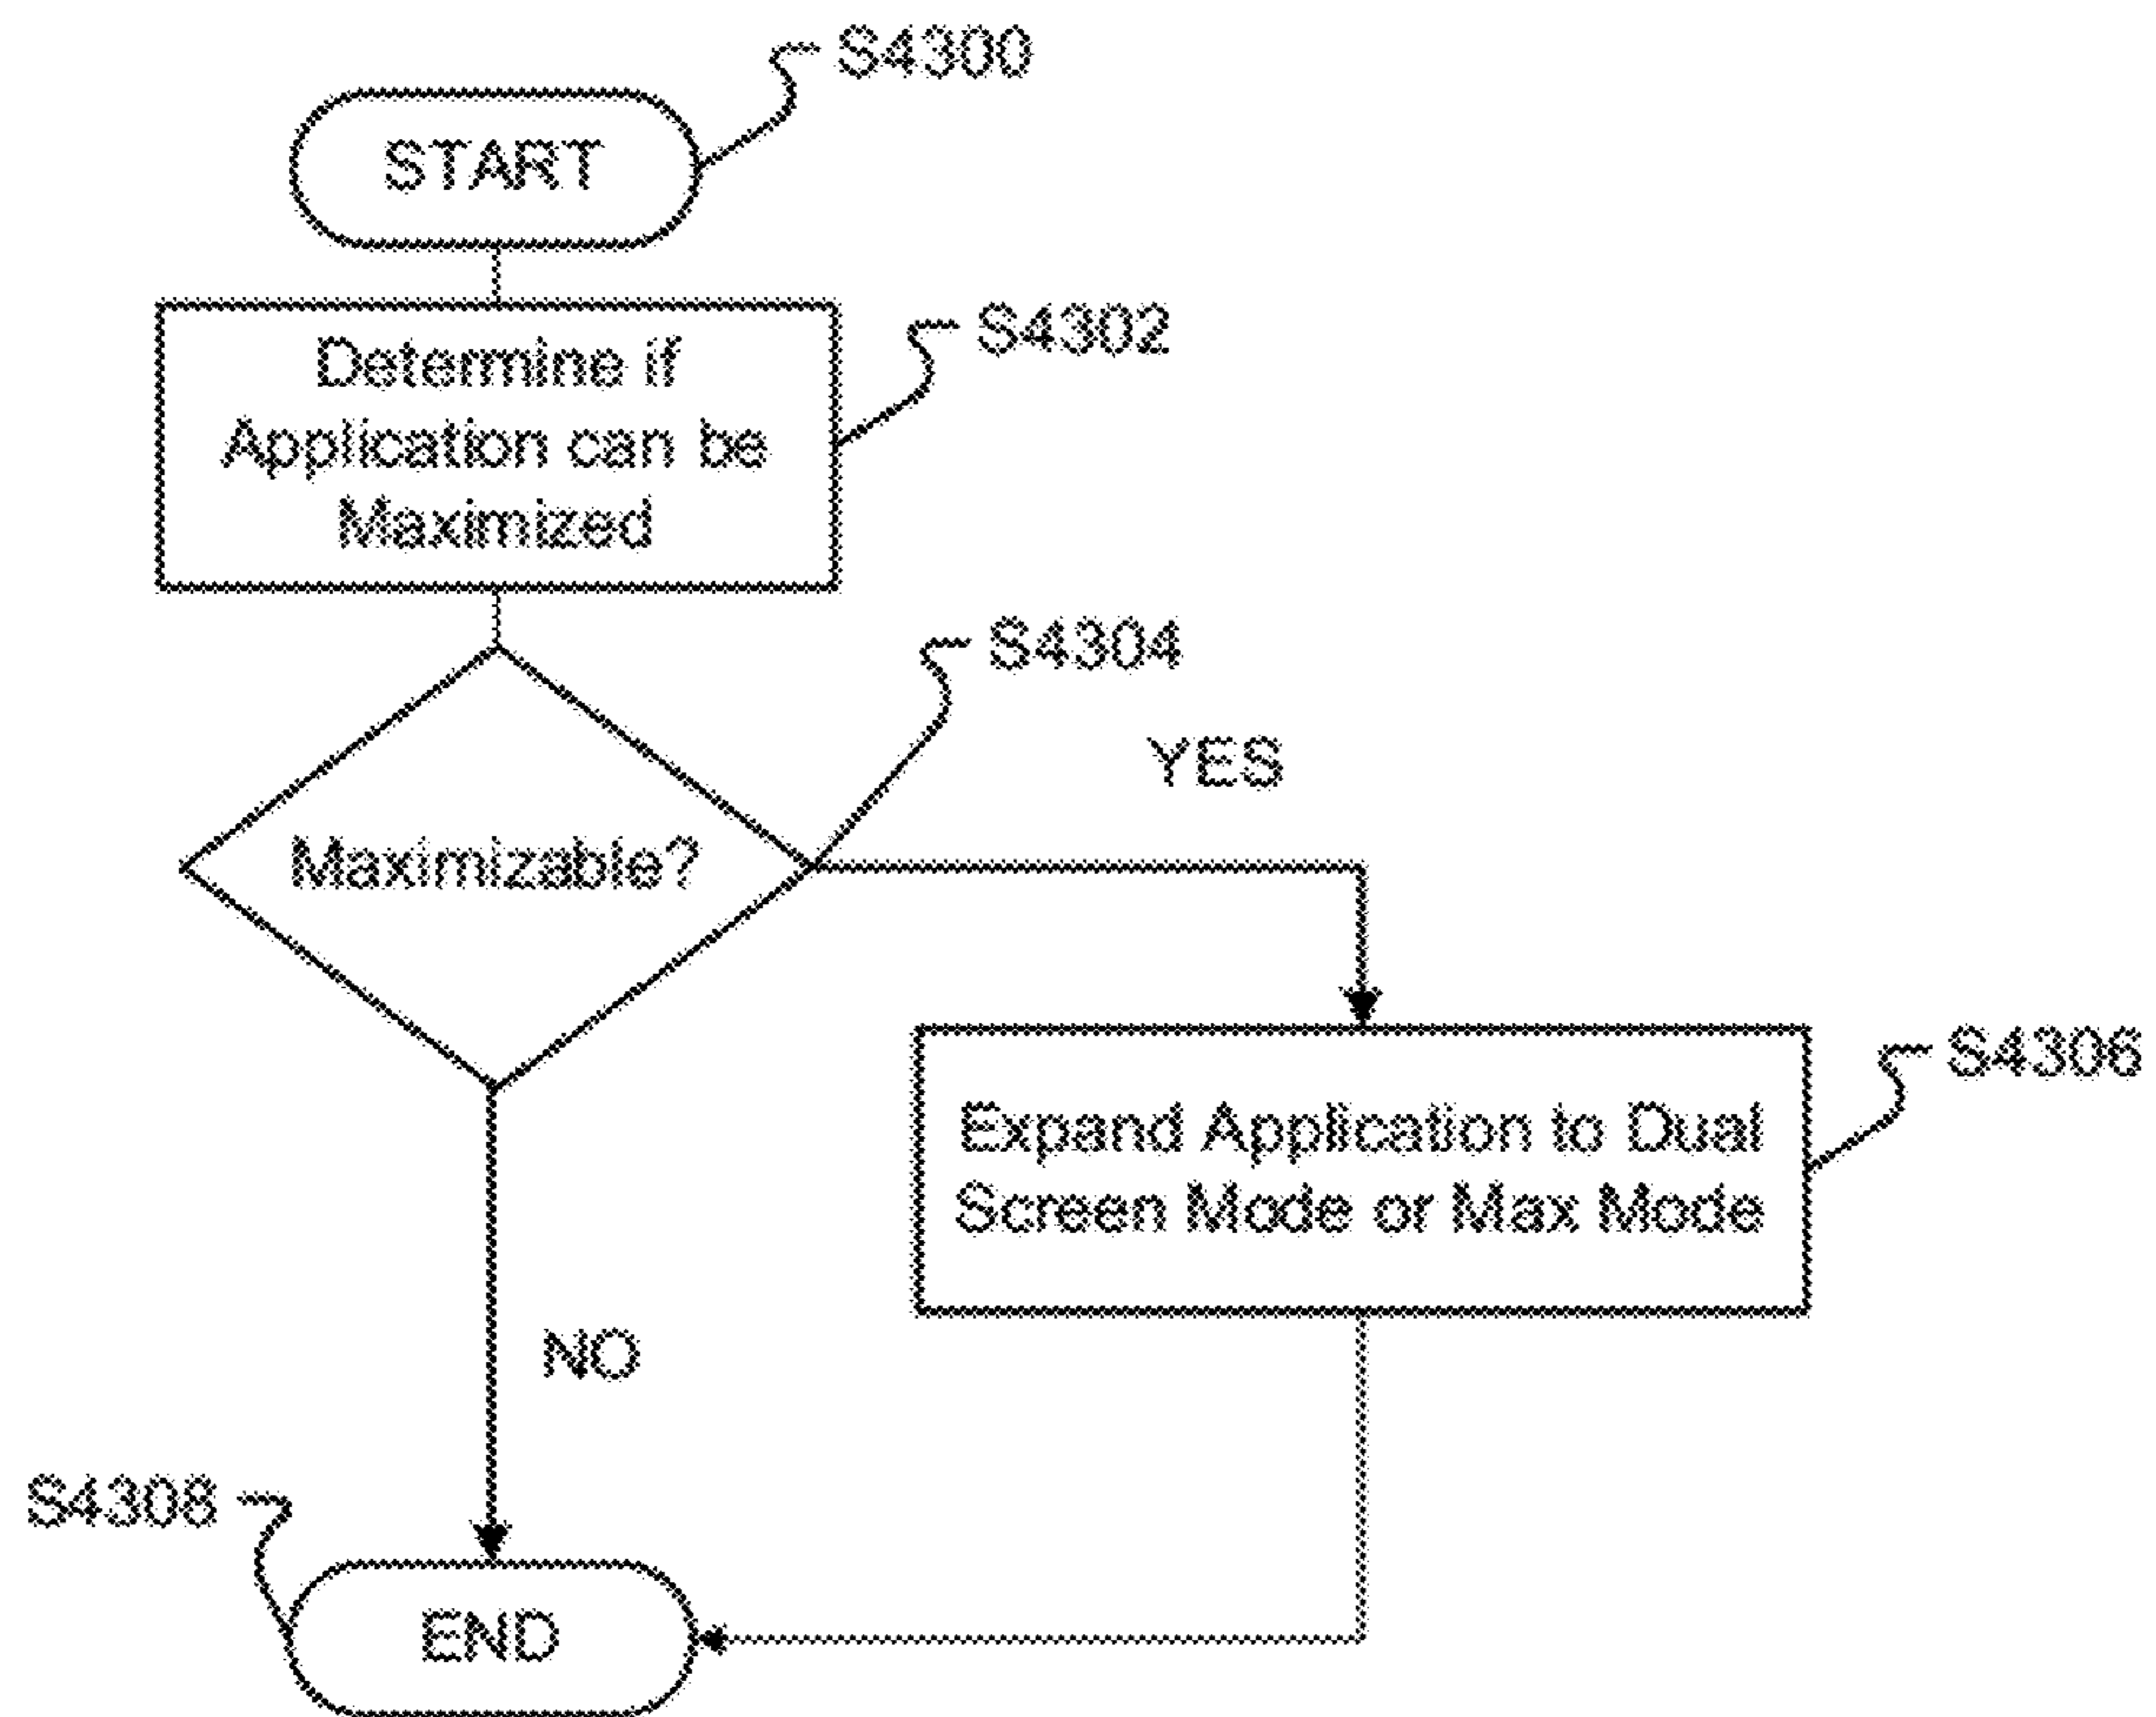 S4300
START
S4302
Determine if
Application can be
Maximized
S4304
YES
Maximizable?
S4306
Expand Application to Dual
Screen Mode or Max Mode
NO
S4308
END